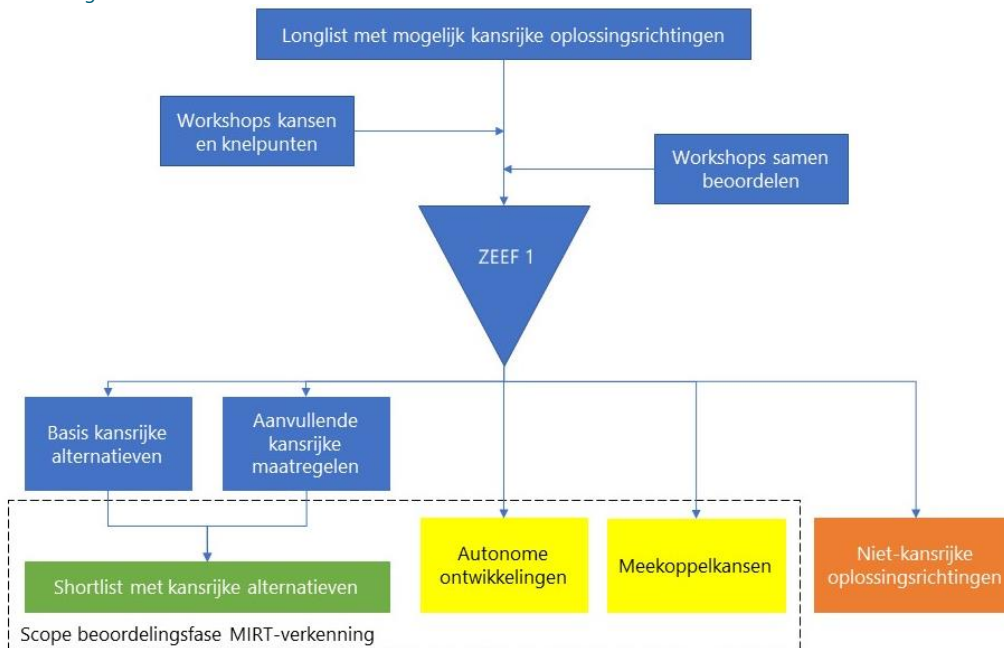 Longlist met mogelijk kansrijke oplossingsrichtingen
Workshops kansen
en knelpunten
Workshops samen
beoordelen
ZEEF 1
Basis kansrijke
alternatieven
Aanvullende
kansrijke
maatregelen
Autonome
ontwikkelingen
Meekoppelkansen
Niet-kansrijke
oplossingsrichtingen
Shortlist met kansrijke alternatieven
Scope beoordelingsfase MIRT-verkenning